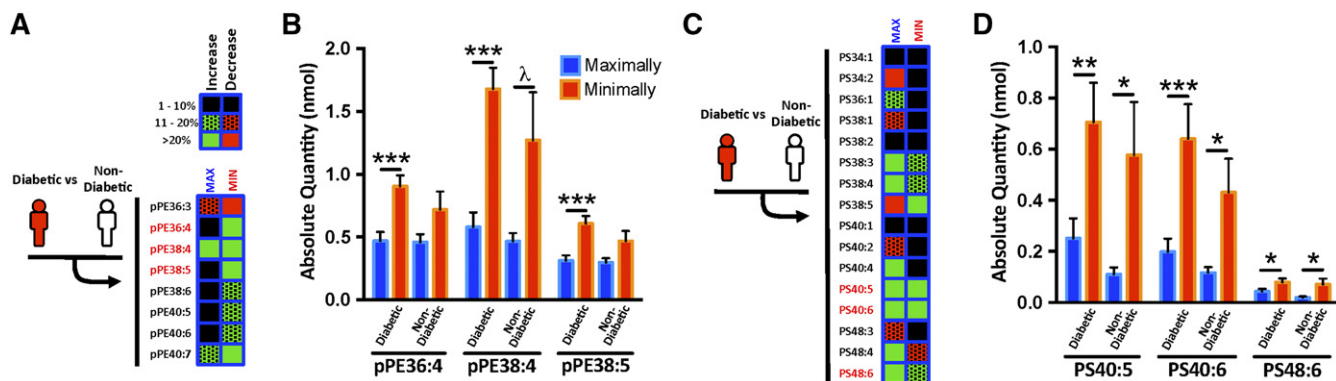 A
Increase
Decrease
1 - 10%
11 - 20%
>20%
Diabetic vs
Non-
Diabetic
MAX
MIN
pPE36:3
pPE36:4
pPE38:4
pPE38:5
pPE38:6
pPE40:5
pPE40:6
pPE40:7
B
Absolute Quantity (nmol)
2.0
1.5
1.0
0.5
0.0
***
***
λ
***
Maximally
Minimally
Diabetic
Non-
Diabetic
Diabetic
Non-
Diabetic
Diabetic
Non-
Diabetic
pPE36:4
pPE38:4
pPE38:5
C
Diabetic vs
Non-
Diabetic
MAX
MIN
PS34:1
PS34:2
PS36:1
PS38:1
PS38:2
PS38:3
PS38:4
PS38:5
PS40:1
PS40:2
PS40:4
PS40:5
PS40:6
PS48:3
PS48:4
PS48:6
D
Absolute Quantity (nmol)
1.0
0.8
0.6
0.4
0.2
0.0
**
*
***
*
*
*
Diabetic
Non-
Diabetic
Diabetic
Non-
Diabetic
Diabetic
Non-
Diabetic
PS40:5
PS40:6
PS48:6